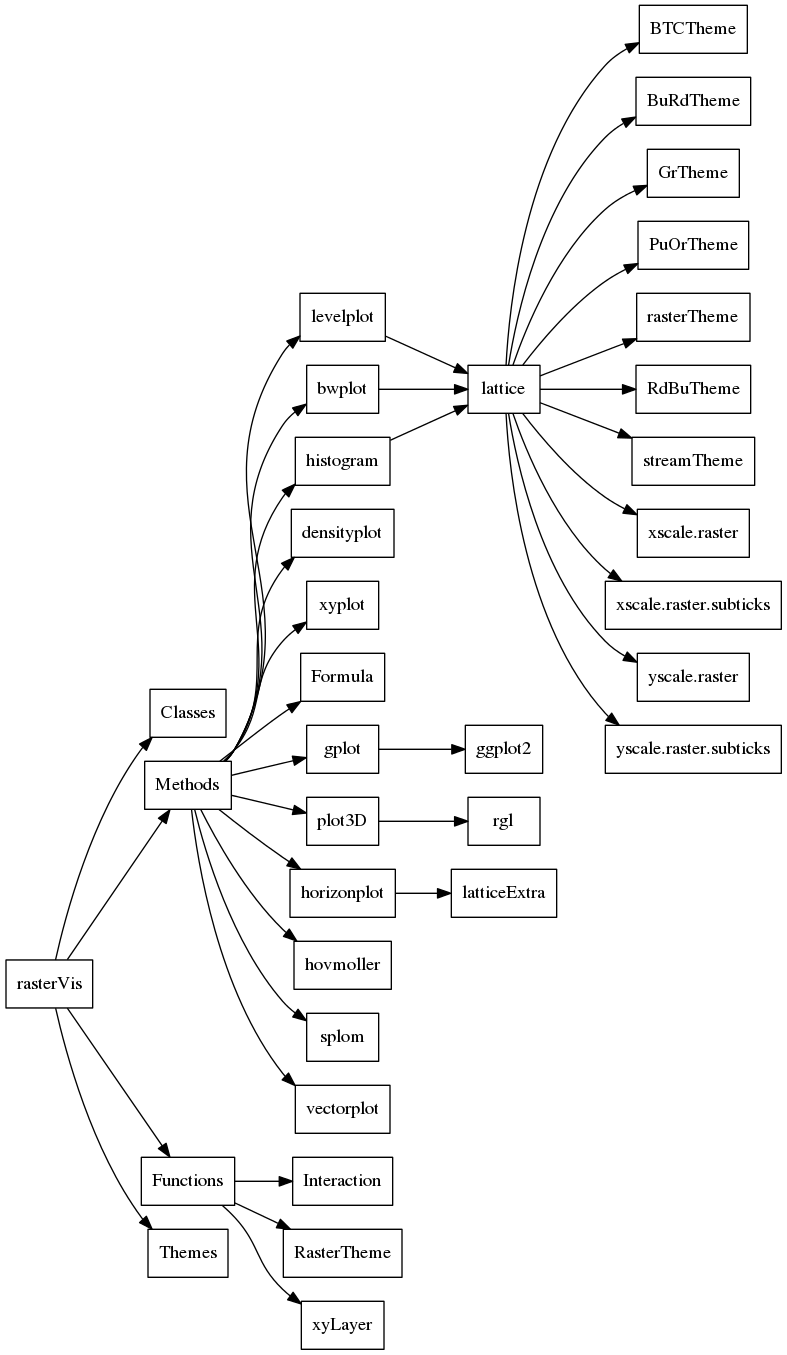 rasterVis
Classes
Methods
Functions
Themes
levelplot
bwplot
histogram
densityplot
xyplot
Formula
gplot
plot3D
horizonplot
hovmoller
splom
vectorplot
Interaction
RasterTheme
xyLayer
lattice
ggplot2
rgl
latticeExtra
BTCTheme
BuRdTheme
GrTheme
PuOrTheme
rasterTheme
RdBuTheme
streamTheme
xscale.raster
xscale.raster.subticks
yscale.raster
yscale.raster.subticks